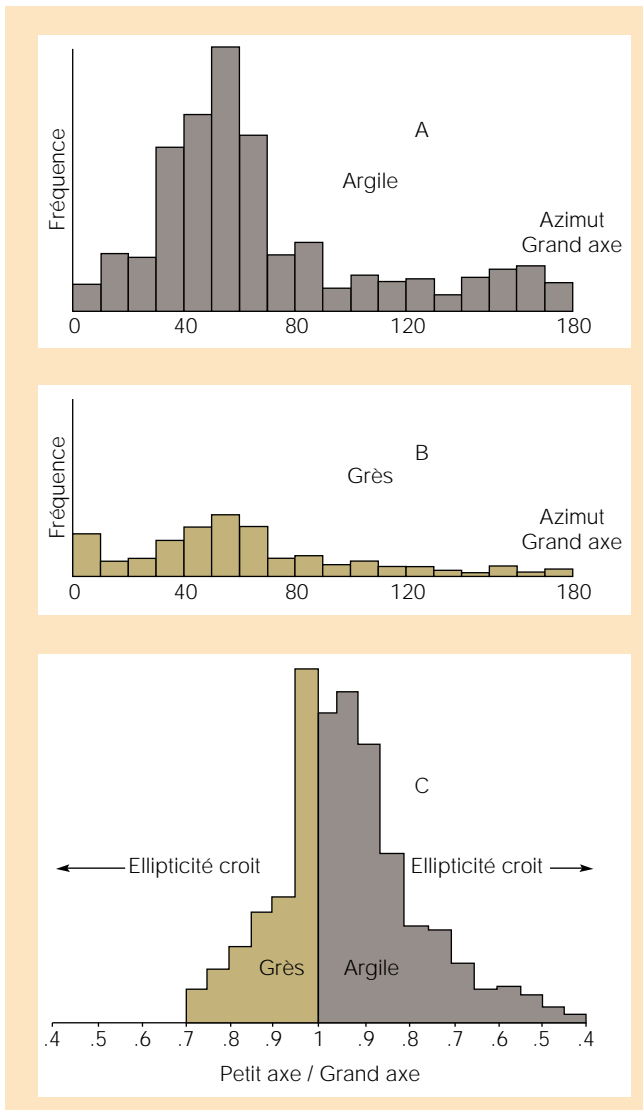 A
Argile
Fréquence
Azimut
Grand axe
0 40 80 120 180
B
Grès
Fréquence
Azimut
Grand axe
0 40 80 120 180
C
Ellipticité croit Ellipticité croit
Grès Argile
.4 .5 .6 .7 .8 .9 1 .9 .8 .7 .6 .5 .4
Petit axe / Grand axe